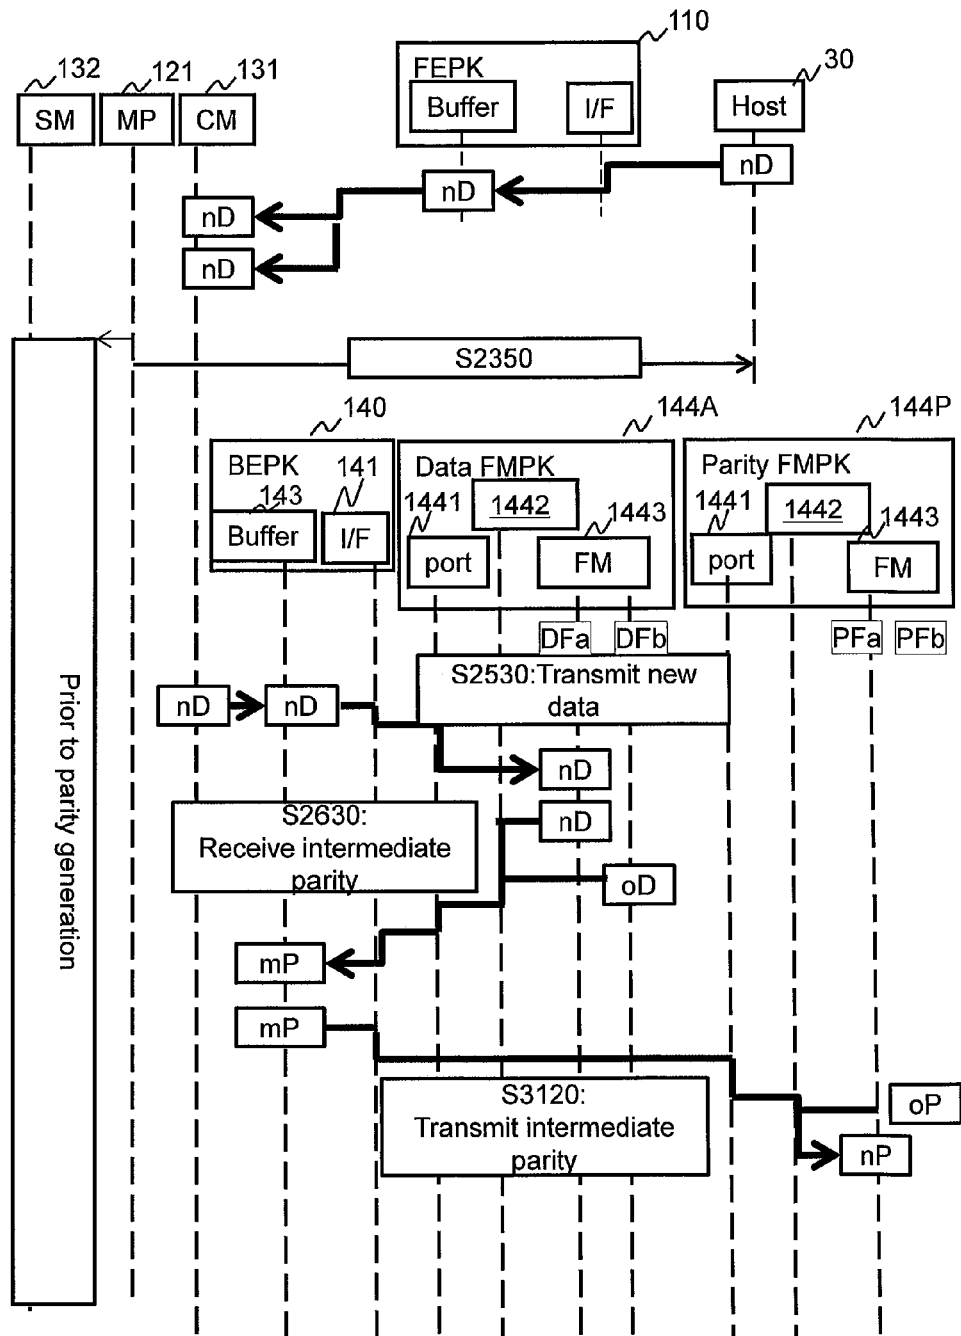 110
132
121
131
30
FEPK
SM
MP
CM
Buffer
I/F
Host
nD
nD
nD
nD
S2350
140
144A
144P
BEPK
141
Data FMPK
Parity FMPK
143
1441
1442
1443
1441
1442
1443
Buffer
I/F
port
FM
port
FM
DFa
DFb
PFa
PFb
S2530:Transmit new
data
nD
nD
nD
nD
S2630:
Receive intermediate
parity
oD
mP
mP
Prior to parity generation
S3120:
Transmit intermediate
parity
oP
nP